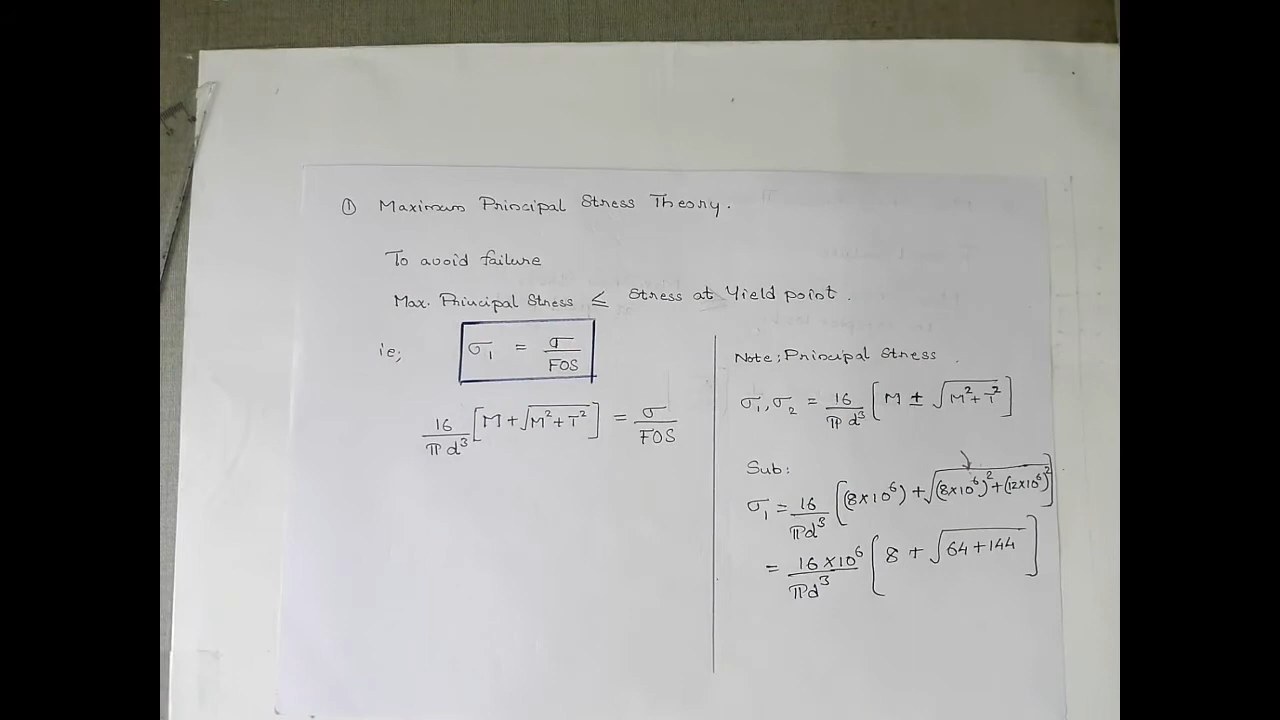 ① Maximum Principal Stress Theory.
To avoid failure
Max. Principal Stress ≤ Stress at Yield point.
ie; σ₁ = σ/FOS
16/πd³ [M + √(M² + T²)] = σ/FOS
Note: Principal Stress.
σ₁, σ₂ = 16/πd³ [M ± √(M² + T²)]
Sub:
σ₁ = 16/πd³ [(8×10⁶) + √((8×10⁶)² + (12×10⁶)²)]
= 16×10⁶/πd³ [8 + √(64 + 144)]